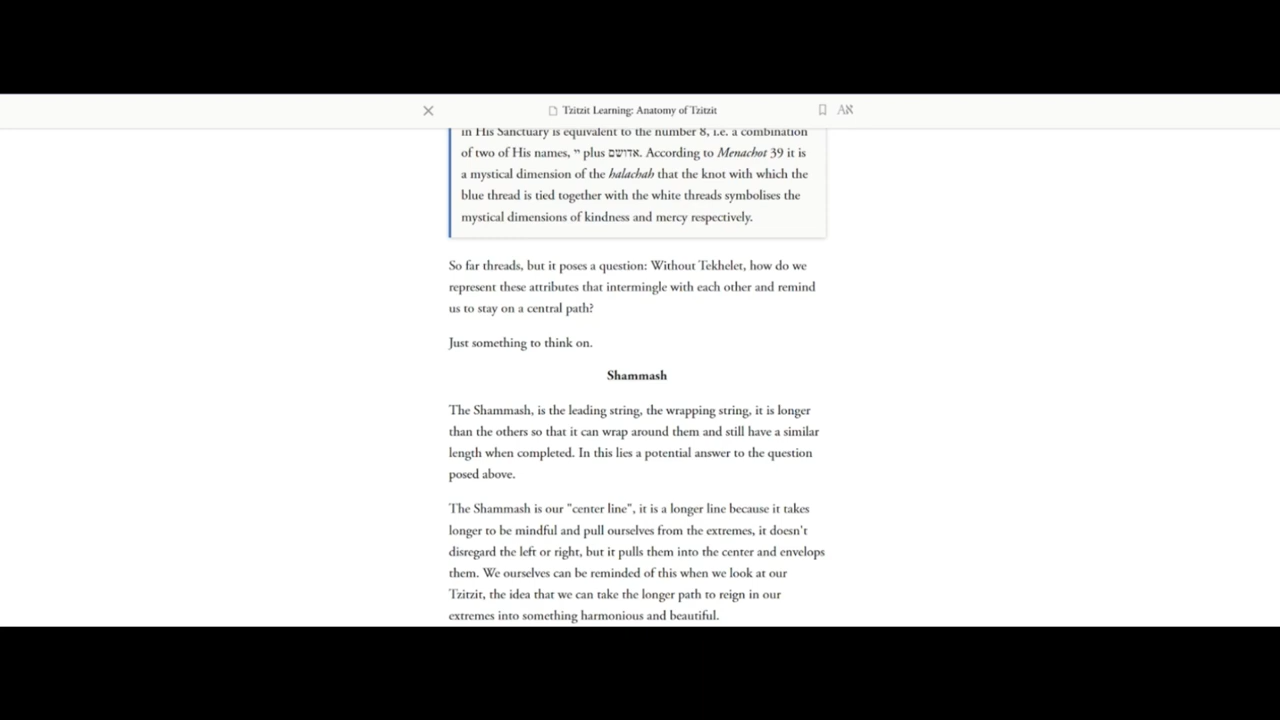 Tzitzit Learning: Anatomy of Tzitzit
Aא
in His Sanctuary is equivalent to the number 8, i.e. a combination
of two of His names, יי plus אדושם. According to Menachot 39 it is
a mystical dimension of the halachah that the knot with which the
blue thread is tied together with the white threads symbolises the
mystical dimensions of kindness and mercy respectively.
So far threads, but it poses a question: Without Tekhelet, how do we
represent these attributes that intermingle with each other and remind
us to stay on a central path?
Just something to think on.
Shammash
The Shammash, is the leading string, the wrapping string, it is longer
than the others so that it can wrap around them and still have a similar
length when completed. In this lies a potential answer to the question
posed above.
The Shammash is our "center line", it is a longer line because it takes
longer to be mindful and pull ourselves from the extremes, it doesn't
disregard the left or right, but it pulls them into the center and envelops
them. We ourselves can be reminded of this when we look at our
Tzitzit, the idea that we can take the longer path to reign in our
extremes into something harmonious and beautiful.